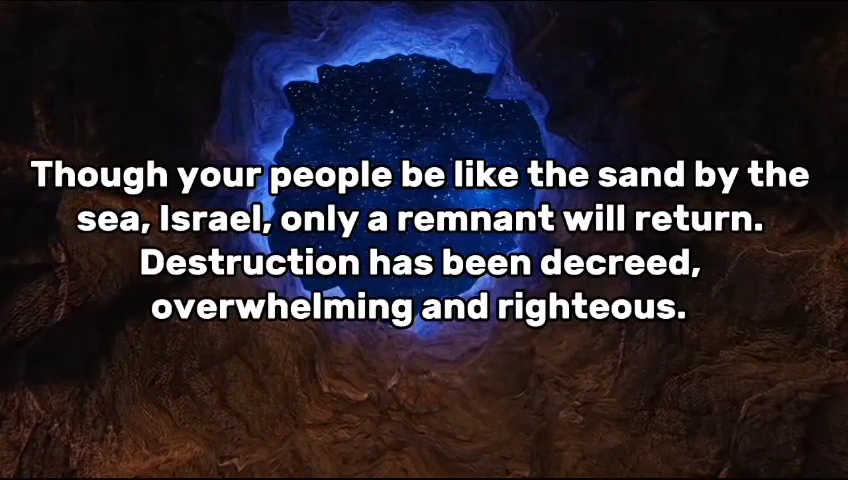 Though your people be like the sand by the
sea, Israel, only a remnant will return.
Destruction has been decreed,
overwhelming and righteous.